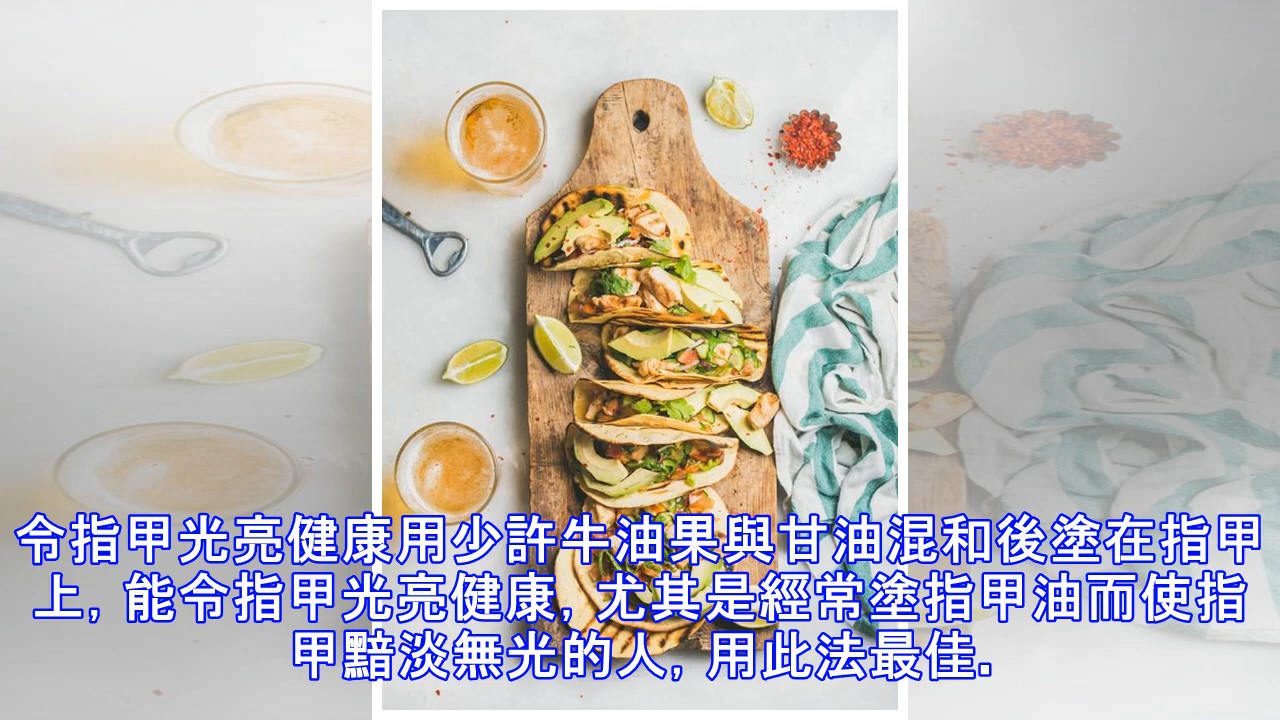 令指甲光亮健康用少許牛油果與甘油混和後塗在指甲
上, 能令指甲光亮健康, 尤其是經常塗指甲油而使指
甲黯淡無光的人, 用此法最佳.